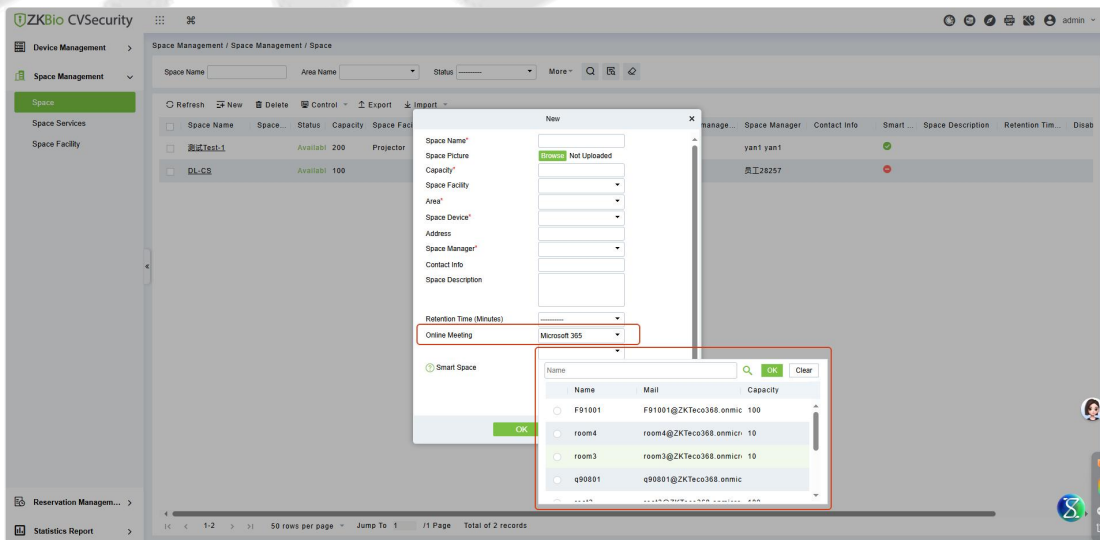 ZKBio CVSecurity
admin
Device Management
Space Management
Space
Space Services
Space Facility
Reservation Managem...
Statistics Report
Space Management / Space Management / Space
Space Name
Area Name
Status ----------
More
Refresh New Delete Control Export Import
Space Name Space... Status Capacity Space Faci manage... Space Manager Contact Info Smart ... Space Description Retention Tim... Disab
测试Test-1 Availabl 200 Projector yan1 yan1
DL-CS Availabl 100 员工28257
New
Space Name*
Space Picture Browse Not Uploaded
Capacity*
Space Facility
Area*
Space Device*
Address
Space Manager*
Contact Info
Space Description
Retention Time (Minutes) ----------
Online Meeting Microsoft 365
Smart Space
OK
Name OK Clear
Name Mail Capacity
F91001 F91001@ZKTeco368.onmic 100
room4 room4@ZKTeco368.onmicr 10
room3 room3@ZKTeco368.onmicr 10
q90801 q90801@ZKTeco368.onmic
1-2 50 rows per page Jump To 1 /1 Page Total of 2 records